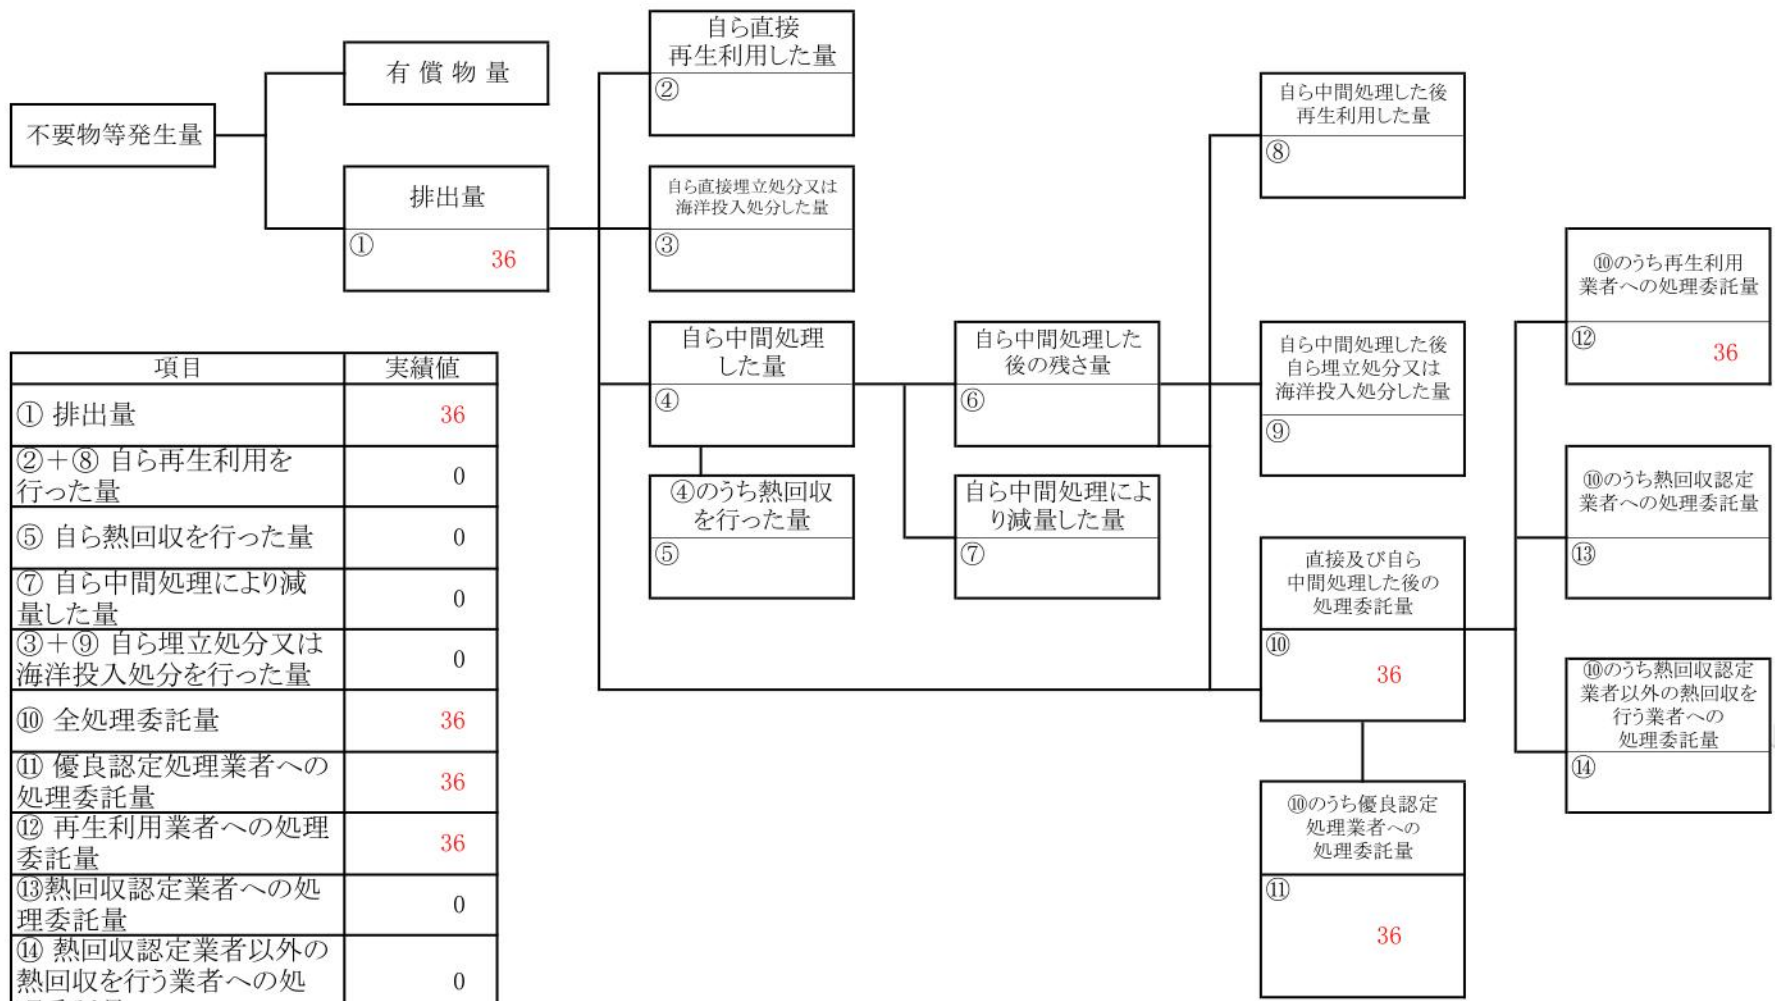 不要物等発生量
有償物量
排出量
①
36
自ら直接
再生利用した量
②
自ら直接埋立処分又は
海洋投入処分した量
③
自ら中間処理
した量
④
④のうち熱回収
を行った量
⑤
自ら中間処理した
後の残さ量
⑥
自ら中間処理によ
り減量した量
⑦
自ら中間処理した後
再生利用した量
⑧
自ら中間処理した後
自ら埋立処分又は
海洋投入処分した量
⑨
直接及び自ら
中間処理した後の
処理委託量
⑩
36
⑩のうち優良認定
処理業者への
処理委託量
⑪
36
⑩のうち再生利用
業者への処理委託量
⑫
36
⑩のうち熱回収認定
業者への処理委託量
⑬
⑩のうち熱回収認定
業者以外の熱回収を
行う業者への
処理委託量
⑭
項目 実績値
① 排出量 36
②+⑧ 自ら再生利用を
行った量 0
⑤ 自ら熱回収を行った量 0
⑦ 自ら中間処理により減
量した量 0
③+⑨ 自ら埋立処分又は
海洋投入処分を行った量 0
⑩ 全処理委託量 36
⑪ 優良認定処理業者への
処理委託量 36
⑫ 再生利用業者への処理
委託量 36
⑬熱回収認定業者への処
理委託量 0
⑭ 熱回収認定業者以外の
熱回収を行う業者への処 0